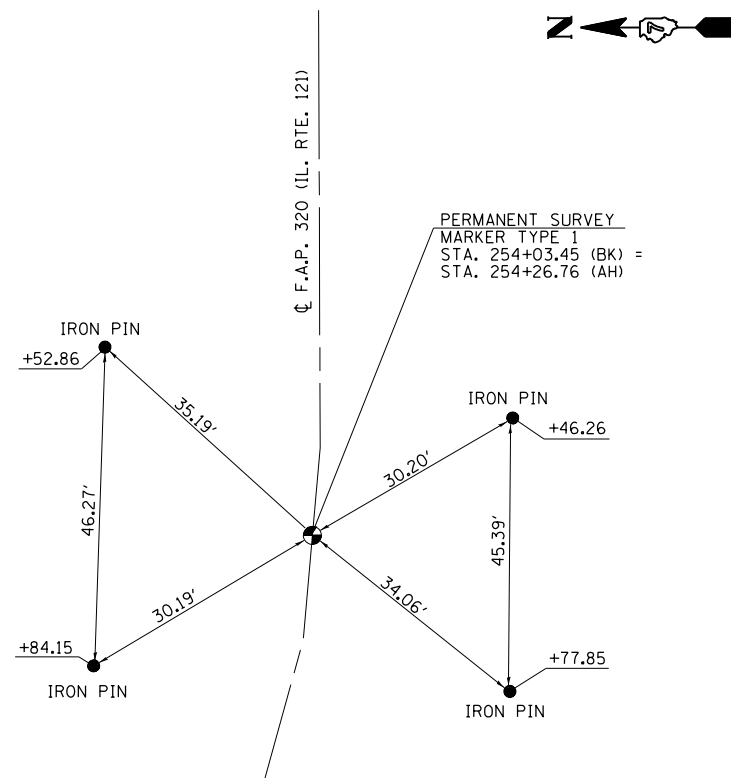 N
℄ F.A.P. 320 (IL. RTE. 121)
PERMANENT SURVEY
MARKER TYPE 1
STA. 254+03.45 (BK) =
STA. 254+26.76 (AH)
IRON PIN
+52.86
35.19'
IRON PIN
+46.26
30.20'
46.27'
45.39'
30.19'
34.06'
+84.15
IRON PIN
+77.85
IRON PIN